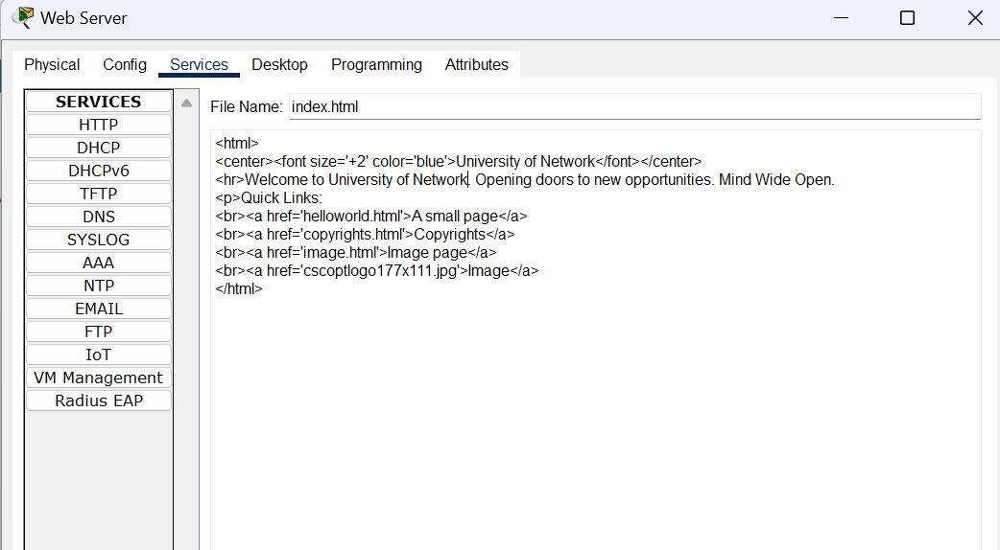 Web Server
Physical Config Services Desktop Programming Attributes
SERVICES
HTTP
DHCP
DHCPv6
TFTP
DNS
SYSLOG
AAA
NTP
EMAIL
FTP
IoT
VM Management
Radius EAP
File Name: index.html
<html>
<center><font size='+2' color='blue'>University of Network</font></center>
<hr>Welcome to University of Network. Opening doors to new opportunities. Mind Wide Open.
<p>Quick Links:
<br><a href='helloworld.html'>A small page</a>
<br><a href='copyrights.html'>Copyrights</a>
<br><a href='image.html'>Image page</a>
<br><a href='cscoptlogo177x111.jpg'>Image</a>
</html>